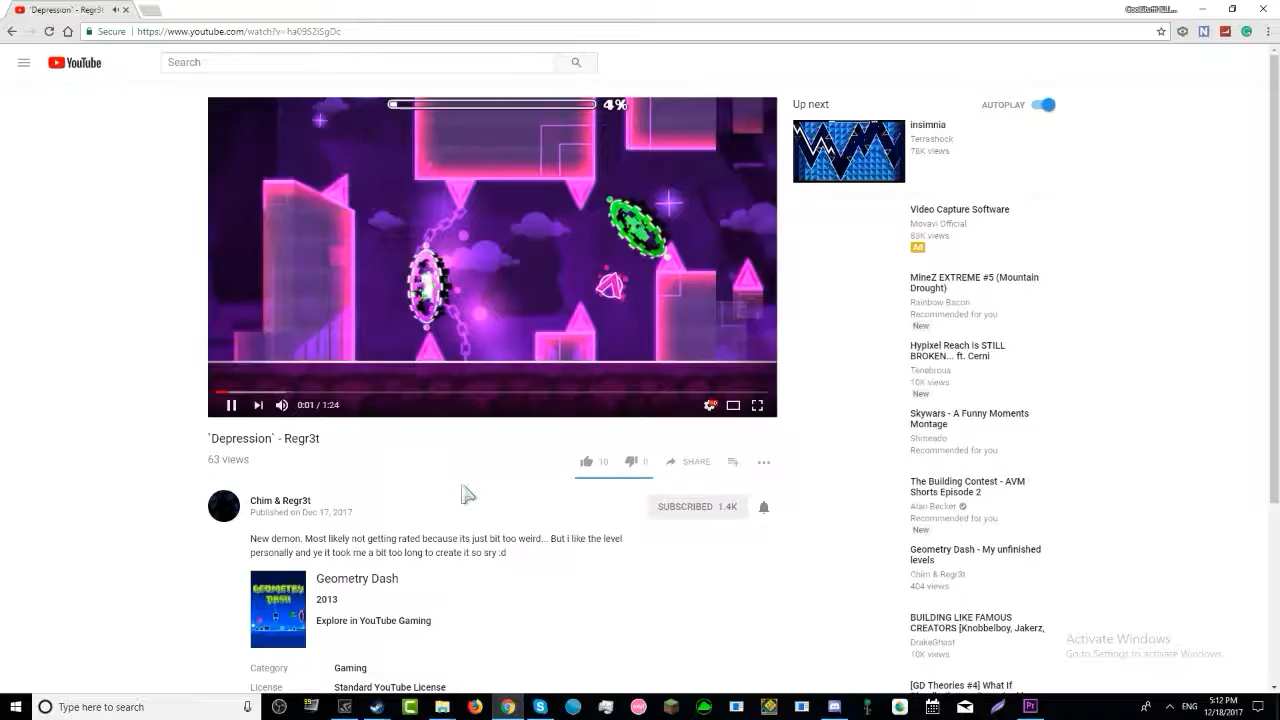 `Depression` - Regr3t
Secure
https://www.youtube.com/watch?v=ha09S2iSgDc
YouTube
Search
4%
0:01 / 1:24
HD
`Depression` - Regr3t
63 views
10
0
SHARE
Chim & Regr3t
Published on Dec 17, 2017
SUBSCRIBED 1.4K
New demon. Most likely not getting rated because its just bit too weird... But i like the level
personally and ye it took me a bit too long to create it so sry :d
GEOMETRY
DASH
Geometry Dash
2013
Explore in YouTube Gaming
Category
Gaming
License
Standard YouTube License
Up next
AUTOPLAY
insimnia
Terrashock
78K views
Video Capture Software
Movavi Official
83K views
Ad
MineZ EXTREME #5 (Mountain
Drought)
Rainbow Bacon
Recommended for you
New
Hypixel Reach is STILL
BROKEN... ft. Cerni
Tenebrous
10K views
New
Skywars - A Funny Moments
Montage
Shmeado
Recommended for you
The Building Contest - AVM
Shorts Episode 2
Alan Becker
Recommended for you
New
Geometry Dash - My unfinished
levels
Chim & Regr3t
404 views
BUILDING LIKE FAMOUS
CREATORS [Knobbelboy, Jakerz,
DrakeGhast
10K views
[GD Theories #4] What If
Activate Windows
Go to Settings to activate Windows.
Type here to search
ENG
5:12 PM
12/18/2017